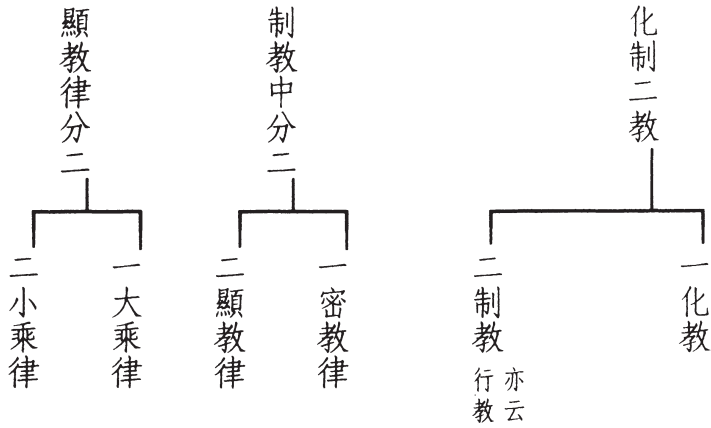 化制二教
一化教
二制教
亦云
行教
制教中分二
一密教律
二顯教律
顯教律分二
一大乘律
二小乘律